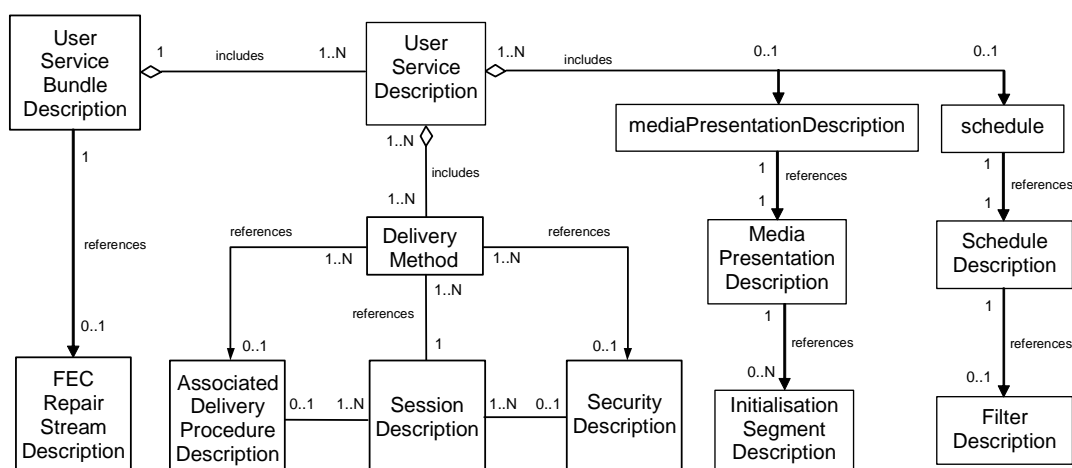 User
Service
Bundle
Description
1
includes
1..N
User
Service
Description
1..N
includes
0..1
0..1
1..N
includes
1..N
mediaPresentationDescription
schedule
1
references
0..1
1
references
1
1
references
1
Delivery
Method
references
1..N
1..N
references
1..N
references
1
0..1
0..1
Media
Presentation
Description
Schedule
Description
1
references
0..N
1
references
0..1
FEC
Repair
Stream
Description
Associated
Delivery
Procedure
Description
0..1
1..N
Session
Description
1..N
0..1
Security
Description
Initialisation
Segment
Description
Filter
Description